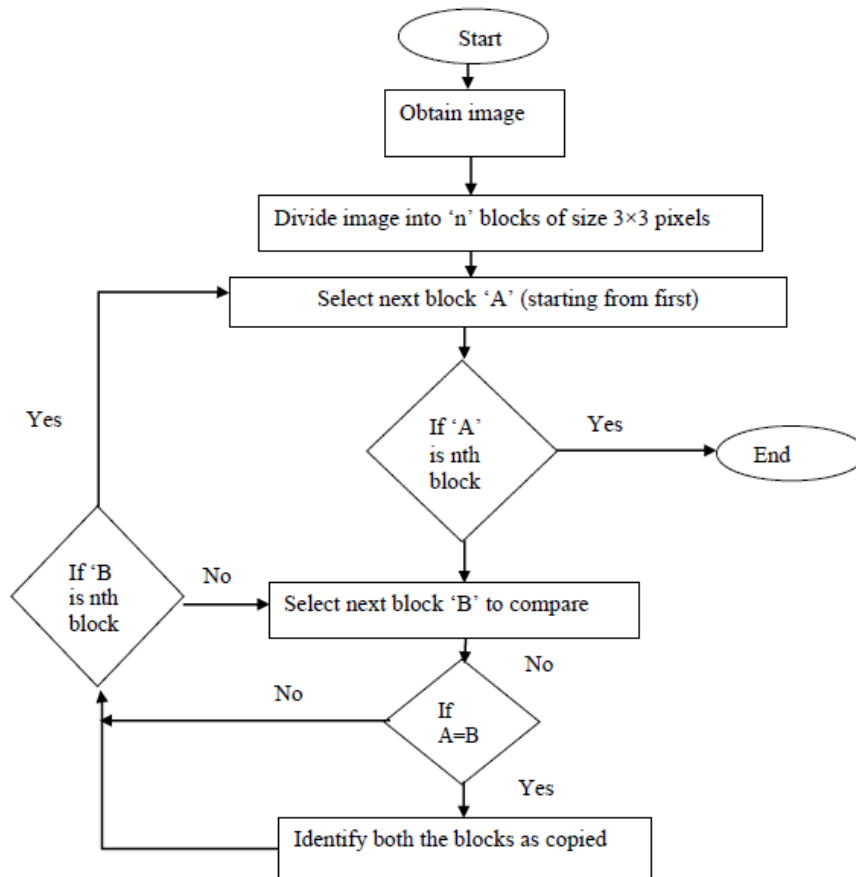 Start
Obtain image
Divide image into ‘n’ blocks of size 3×3 pixels
Select next block ‘A’ (starting from first)
Yes
If ‘A’
is nth
block
Yes
End
If ‘B
is nth
block
No
Select next block ‘B’ to compare
No
No
If
A=B
Yes
Identify both the blocks as copied